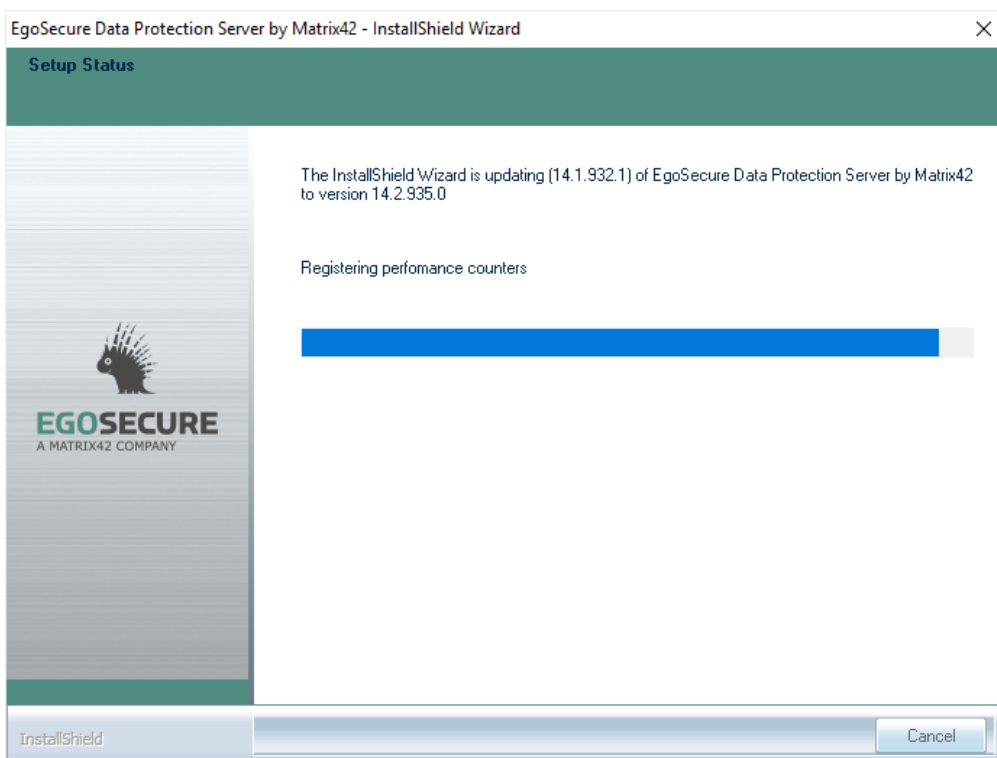 EgoSecure Data Protection Server by Matrix42 - InstallShield Wizard
Setup Status
The InstallShield Wizard is updating (14.1.932.1) of EgoSecure Data Protection Server by Matrix42
to version 14.2.935.0
Registering perfomance counters
EGOSECURE
A MATRIX42 COMPANY
InstallShield
Cancel